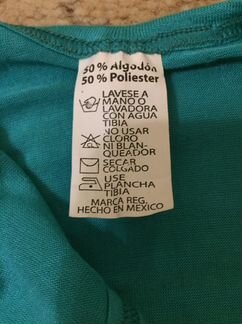 50% Algodón
50% Poliester
LAVESE A
MANO O
LAVADORA
CON AGUA
TIBIA
NO USAR
CLORO
NI BLAN-
QUEADOR
SECAR
COLGADO
USE
PLANCHA
TIBIA
MARCA REG.
HECHO EN MEXICO